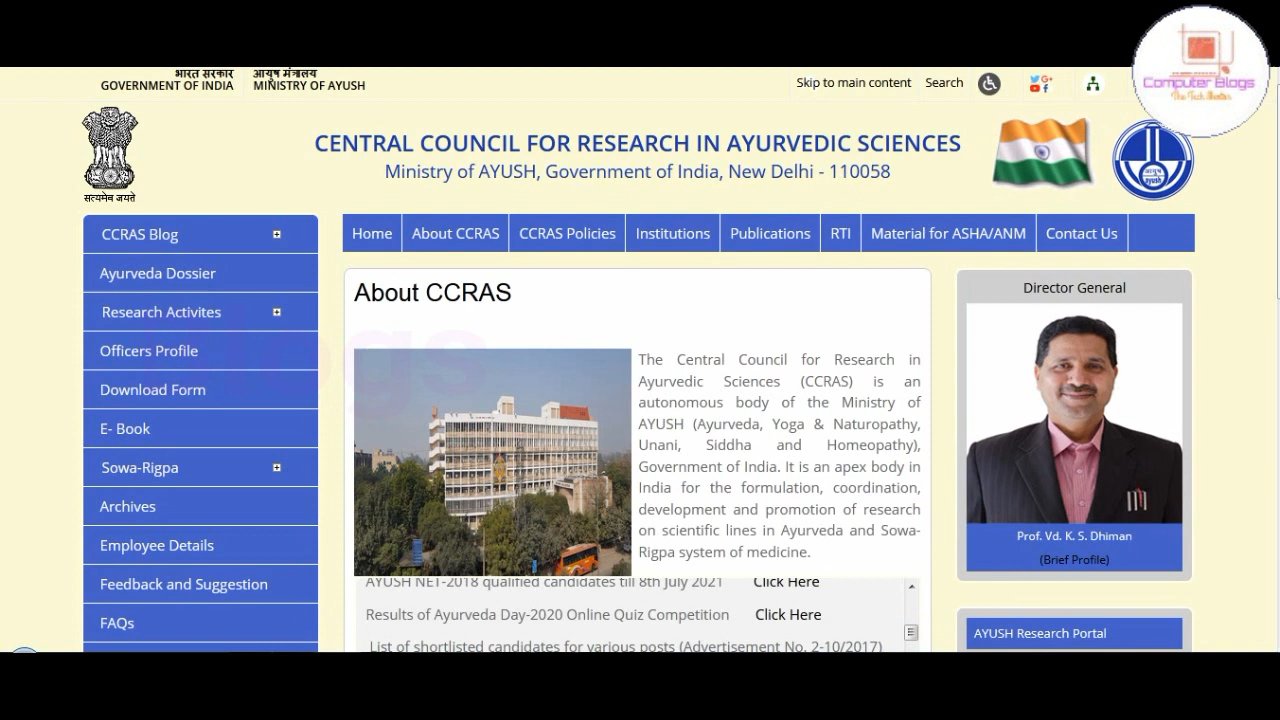 भारत सरकार
GOVERNMENT OF INDIA
आयुष मंत्रालय
MINISTRY OF AYUSH
Skip to main content
Search
Computer Blogs
सत्यमेव जयते
CENTRAL COUNCIL FOR RESEARCH IN AYURVEDIC SCIENCES
Ministry of AYUSH, Government of India, New Delhi - 110058
आयुष
ayush
CCRAS Blog
Ayurveda Dossier
Research Activites
Officers Profile
Download Form
E- Book
Sowa-Rigpa
Archives
Employee Details
Feedback and Suggestion
FAQs
Home
About CCRAS
CCRAS Policies
Institutions
Publications
RTI
Material for ASHA/ANM
Contact Us
About CCRAS
The Central Council for Research in
Ayurvedic Sciences (CCRAS) is an
autonomous body of the Ministry of
AYUSH (Ayurveda, Yoga & Naturopathy,
Unani, Siddha and Homeopathy),
Government of India. It is an apex body in
India for the formulation, coordination,
development and promotion of research
on scientific lines in Ayurveda and Sowa-
Rigpa system of medicine.
AYUSH NET-2018 qualified candidates till 8th July 2021 Click Here
Results of Ayurveda Day-2020 Online Quiz Competition Click Here
List of shortlisted candidates for various posts (Advertisement No. 2-10/2017)
Director General
Prof. Vd. K. S. Dhiman
(Brief Profile)
AYUSH Research Portal